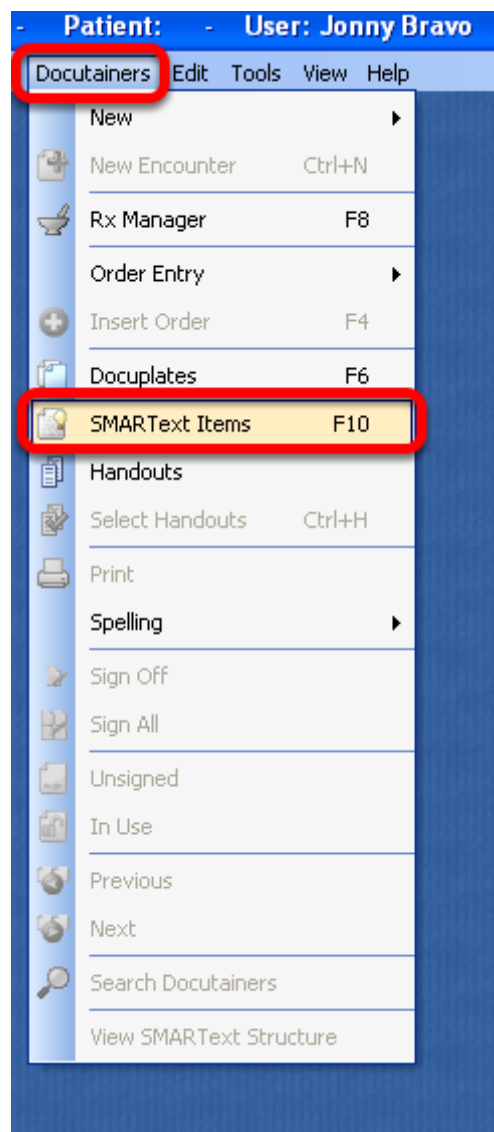 - Patient: - User: Jonny Bravo
Docutainers Edit Tools View Help
New
New Encounter Ctrl+N
Rx Manager F8
Order Entry
Insert Order F4
Docuplates F6
SMARText Items F10
Handouts
Select Handouts Ctrl+H
Print
Spelling
Sign Off
Sign All
Unsigned
In Use
Previous
Next
Search Docutainers
View SMARText Structure